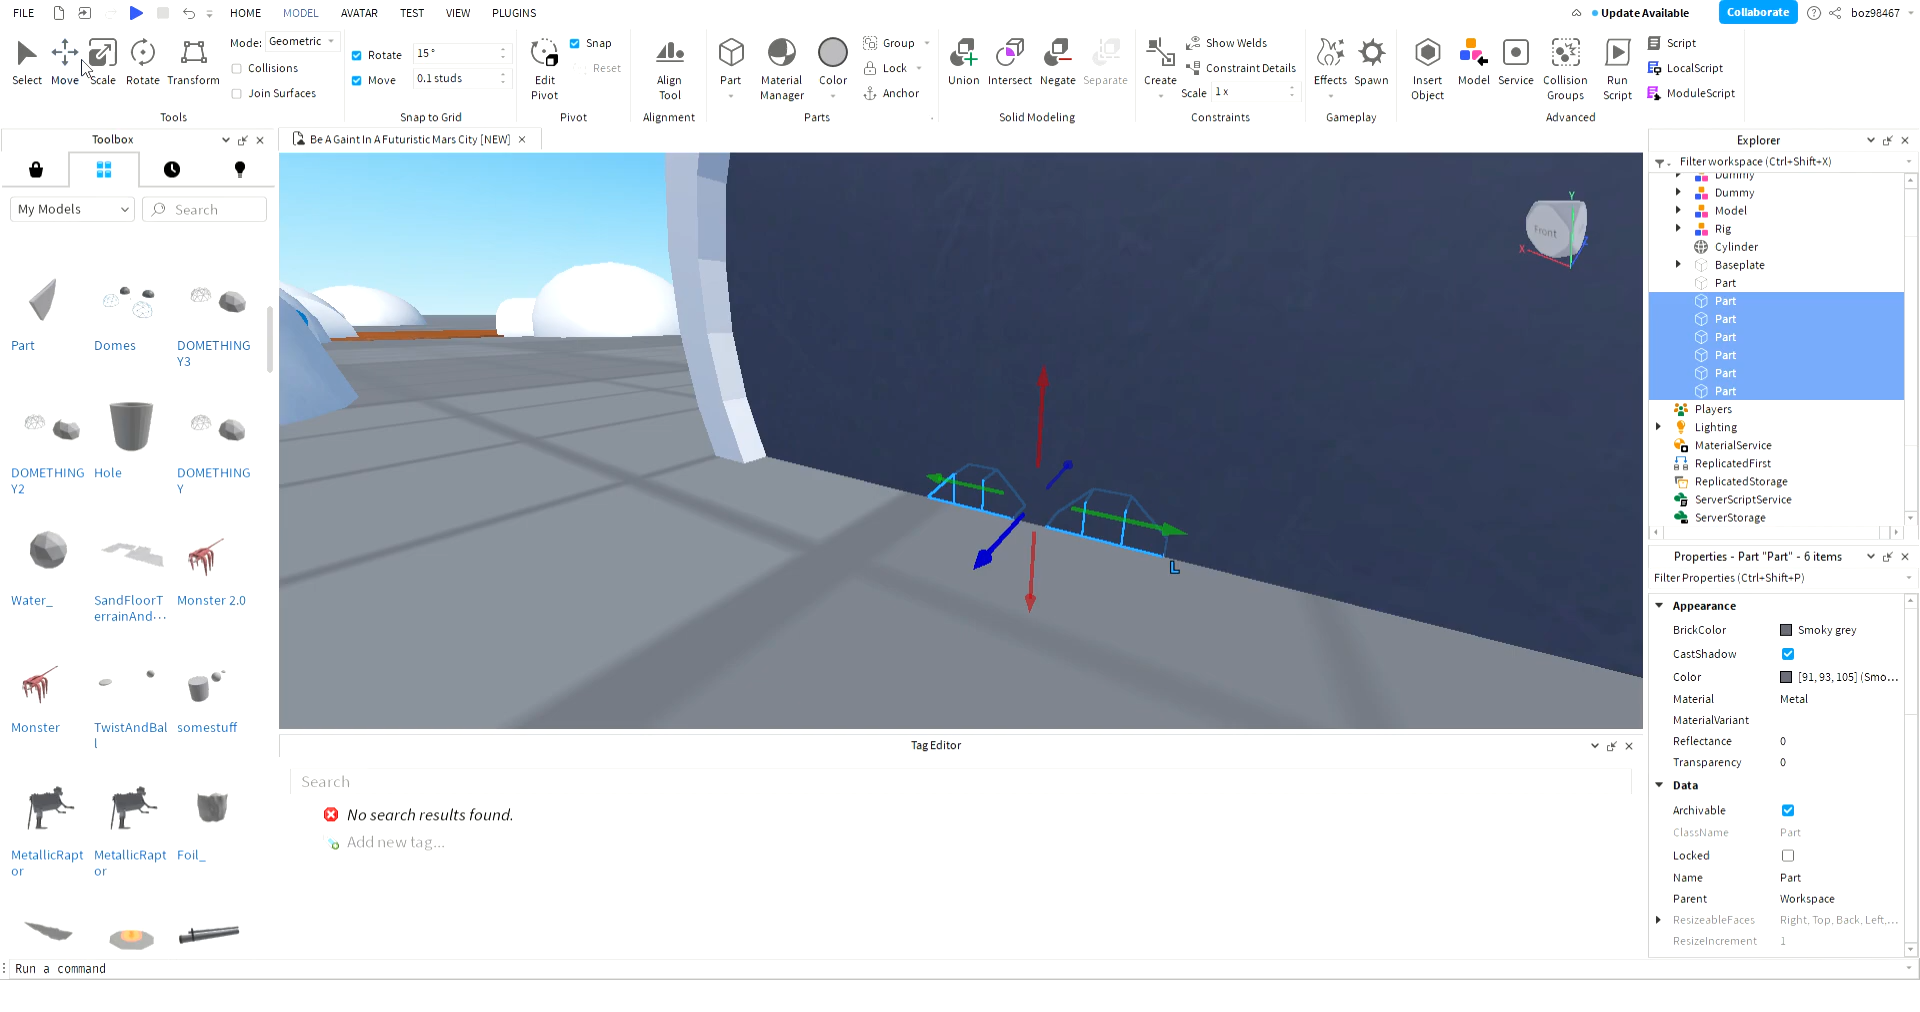 FILE HOME MODEL AVATAR TEST VIEW PLUGINS Update Available Collaborate boz98467
Select Move Scale Rotate Transform
Mode: Geometric
Collisions
Join Surfaces
Tools
Rotate 15°
Move 0.1 studs
Snap to Grid
Edit Pivot
Snap
Reset
Pivot
Align Tool
Alignment
Part Material Manager Color
Group
Lock
Anchor
Parts
Union Intersect Negate Separate
Solid Modeling
Create
Show Welds
Constraint Details
Scale 1 x
Constraints
Effects Spawn
Gameplay
Insert Object Model Service Collision Groups Run Script
Script
LocalScript
ModuleScript
Advanced
Toolbox
My Models Search
Part Domes DOMETHING
Y3
DOMETHING Hole DOMETHING
Y2 Y
Water_ SandFloorT Monster 2.0
errainAnd···
Monster TwistAndBal somestuff
l
MetallicRapt MetallicRapt Foil_
or or
Be A Gaint In A Futuristic Mars City [NEW]
Y
Front
X
Z
L
Tag Editor
Search
No search results found.
Add new tag...
Explorer
Filter workspace (Ctrl+Shift+X)
Dummy
Dummy
Model
Rig
Cylinder
Baseplate
Part
Part
Part
Part
Part
Part
Part
Players
Lighting
MaterialService
ReplicatedFirst
ReplicatedStorage
ServerScriptService
ServerStorage
Properties - Part "Part" - 6 items
Filter Properties (Ctrl+Shift+P)
Appearance
BrickColor Smoky grey
CastShadow
Color [91, 93, 105] (Smo...
Material Metal
MaterialVariant
Reflectance 0
Transparency 0
Data
Archivable
ClassName Part
Locked
Name Part
Parent Workspace
ResizeableFaces Right, Top, Back, Left,...
ResizeIncrement 1
Run a command